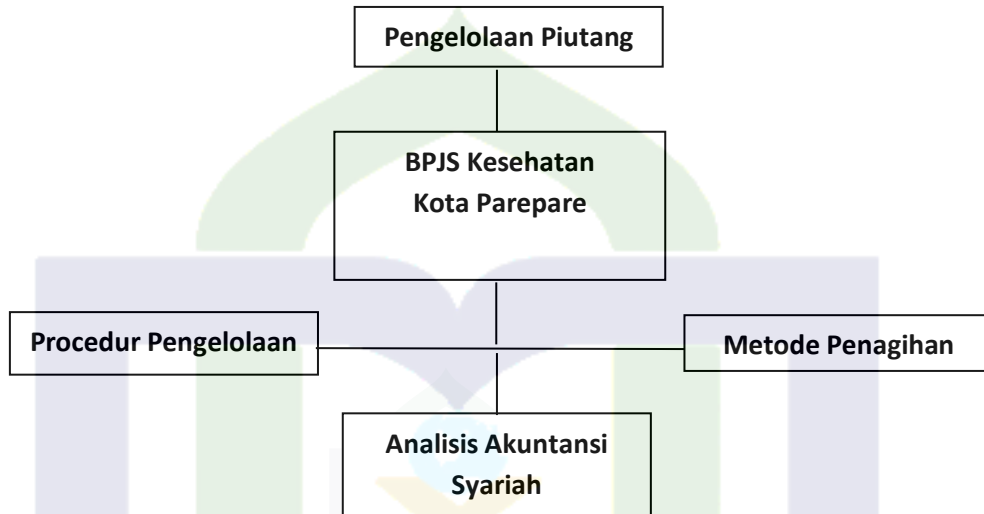 Pengelolaan Piutang
BPJS Kesehatan
Kota Parepare
Procedur Pengelolaan
Metode Penagihan
Analisis Akuntansi
Syariah